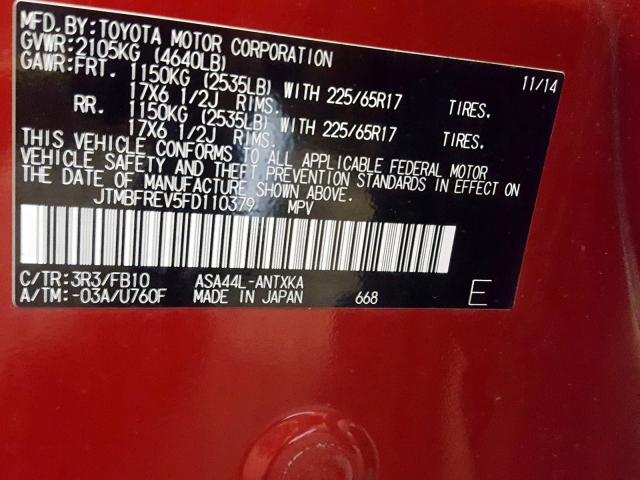 MFD. BY: TOYOTA MOTOR CORPORATION
GVWR: 2105KG (4640LB) 11/14
GAWR: FRT. 1150KG (2535LB) WITH 225/65R17 TIRES.
17X6 1/2J RIMS.
RR. 1150KG (2535LB) WITH 225/65R17 TIRES.
17X6 1/2J RIMS.
THIS VEHICLE CONFORMS TO ALL APPLICABLE FEDERAL MOTOR
VEHICLE SAFETY AND THEFT PREVENTION STANDARDS IN EFFECT ON
THE DATE OF MANUFACTURE SHOWN ABOVE.
JTMBFREV5FD110379 MPV
C/TR: 3R3/FB10 ASA44L-ANTXKA
A/TM: -03A/U760F MADE IN JAPAN 668 E